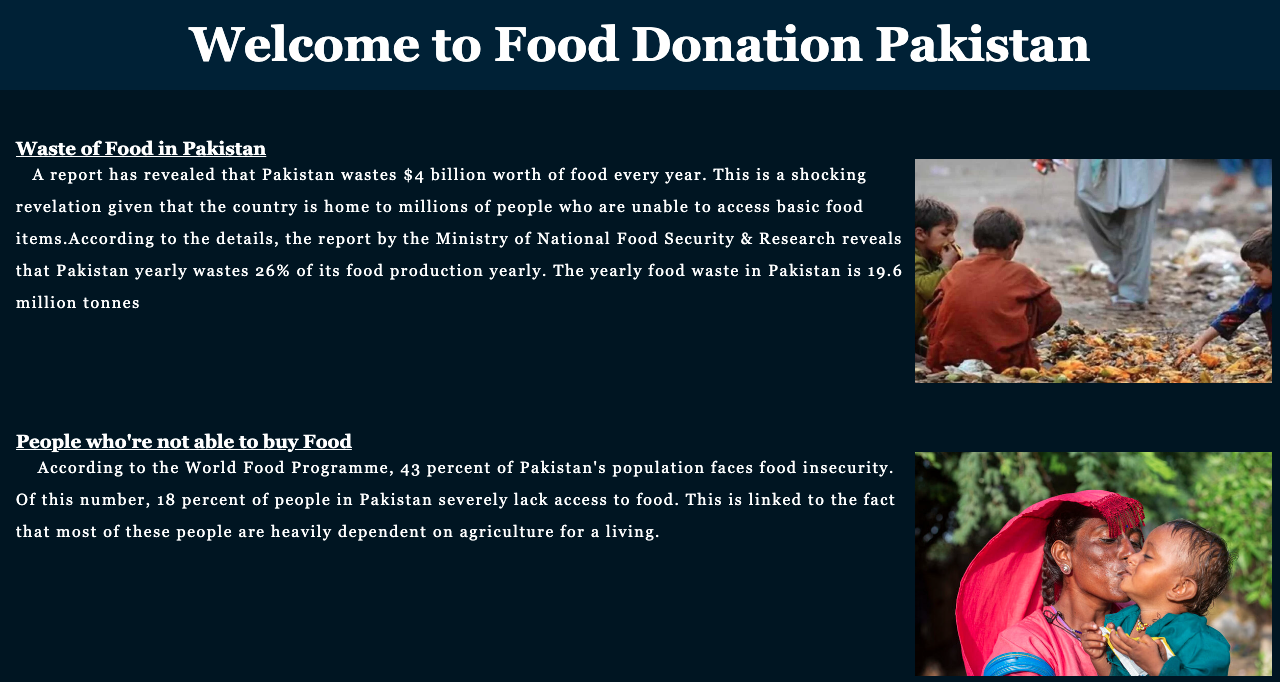 Welcome to Food Donation Pakistan
Waste of Food in Pakistan
A report has revealed that Pakistan wastes $4 billion worth of food every year. This is a shocking
revelation given that the country is home to millions of people who are unable to access basic food
items.According to the details, the report by the Ministry of National Food Security & Research reveals
that Pakistan yearly wastes 26% of its food production yearly. The yearly food waste in Pakistan is 19.6
million tonnes
People who're not able to buy Food
According to the World Food Programme, 43 percent of Pakistan's population faces food insecurity.
Of this number, 18 percent of people in Pakistan severely lack access to food. This is linked to the fact
that most of these people are heavily dependent on agriculture for a living.